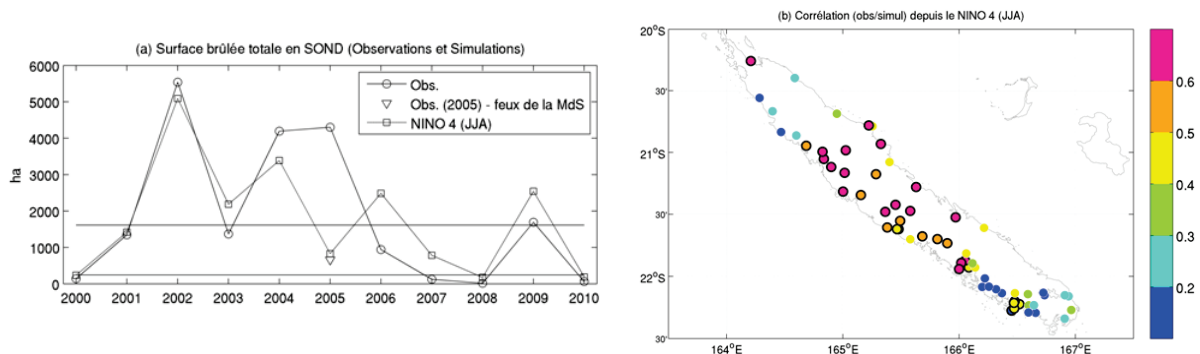 (a) Surface brûlée totale en SOND (Observations et Simulations)
6000
5000
4000
3000
2000
1000
0
ha
Obs.
Obs. (2005) - feux de la MdS
NINO 4 (JJA)
2000 2001 2002 2003 2004 2005 2006 2007 2008 2009 2010
(b) Corrélation (obs/simul) depuis le NINO 4 (JJA)
20°S
30'
21°S
30'
22°S
30'
164°E 165°E 166°E 167°E
0.6
0.5
0.4
0.3
0.2